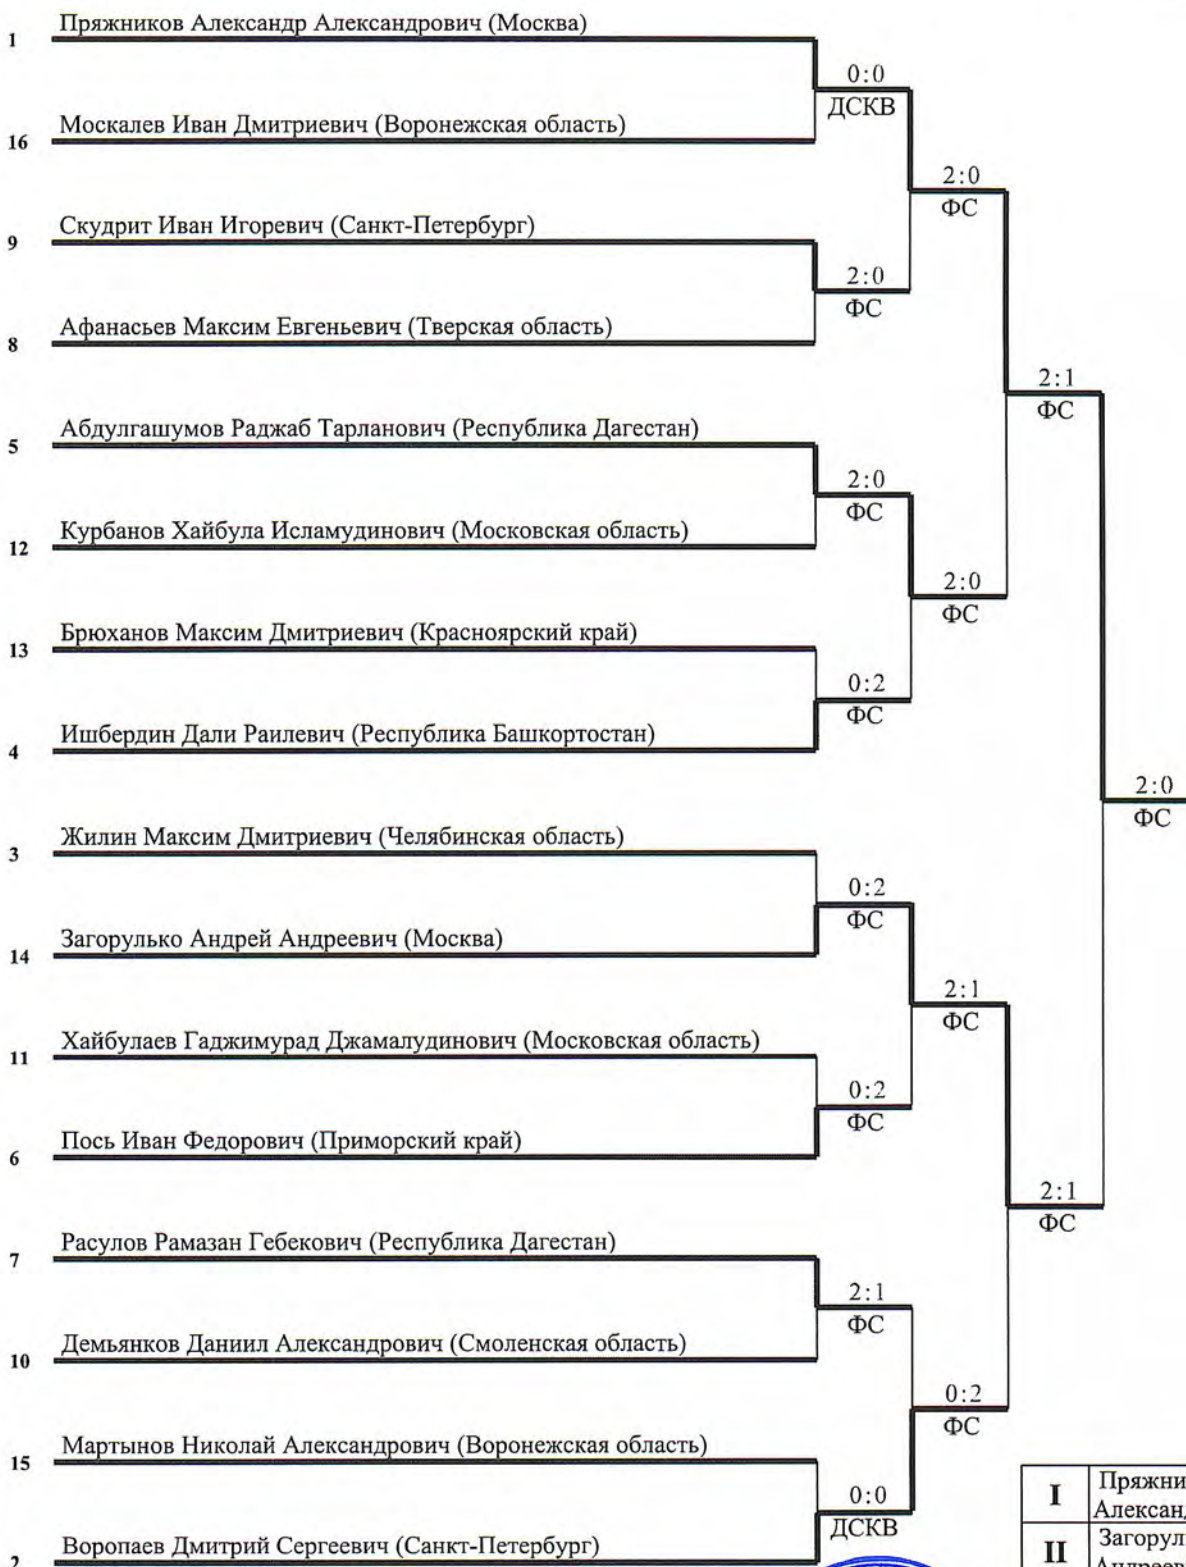 1 Пряжников Александр Александрович (Москва)
0:0
ДСКВ
16 Москалев Иван Дмитриевич (Воронежская область)
2:0
ФС
9 Скудрит Иван Игоревич (Санкт-Петербург)
2:0
ФС
8 Афанасьев Максим Евгеньевич (Тверская область)
2:1
ФС
5 Абдулгашумов Раджаб Тарланович (Республика Дагестан)
2:0
ФС
12 Курбанов Хайбула Исламудинович (Московская область)
2:0
ФС
13 Брюханов Максим Дмитриевич (Красноярский край)
0:2
ФС
4 Ишбердин Дали Раилевич (Республика Башкортостан)
2:0
ФС
3 Жилин Максим Дмитриевич (Челябинская область)
0:2
ФС
14 Загорулько Андрей Андреевич (Москва)
2:1
ФС
11 Хайбулаев Гаджимурад Джамалудинович (Московская область)
0:2
ФС
6 Пось Иван Федорович (Приморский край)
2:1
ФС
7 Расулов Рамазан Гебекович (Республика Дагестан)
2:1
ФС
10 Демьянков Даниил Александрович (Смоленская область)
0:2
ФС
15 Мартынов Николай Александрович (Воронежская область)
0:0
ДСКВ
2 Воропаев Дмитрий Сергеевич (Санкт-Петербург)
I
II